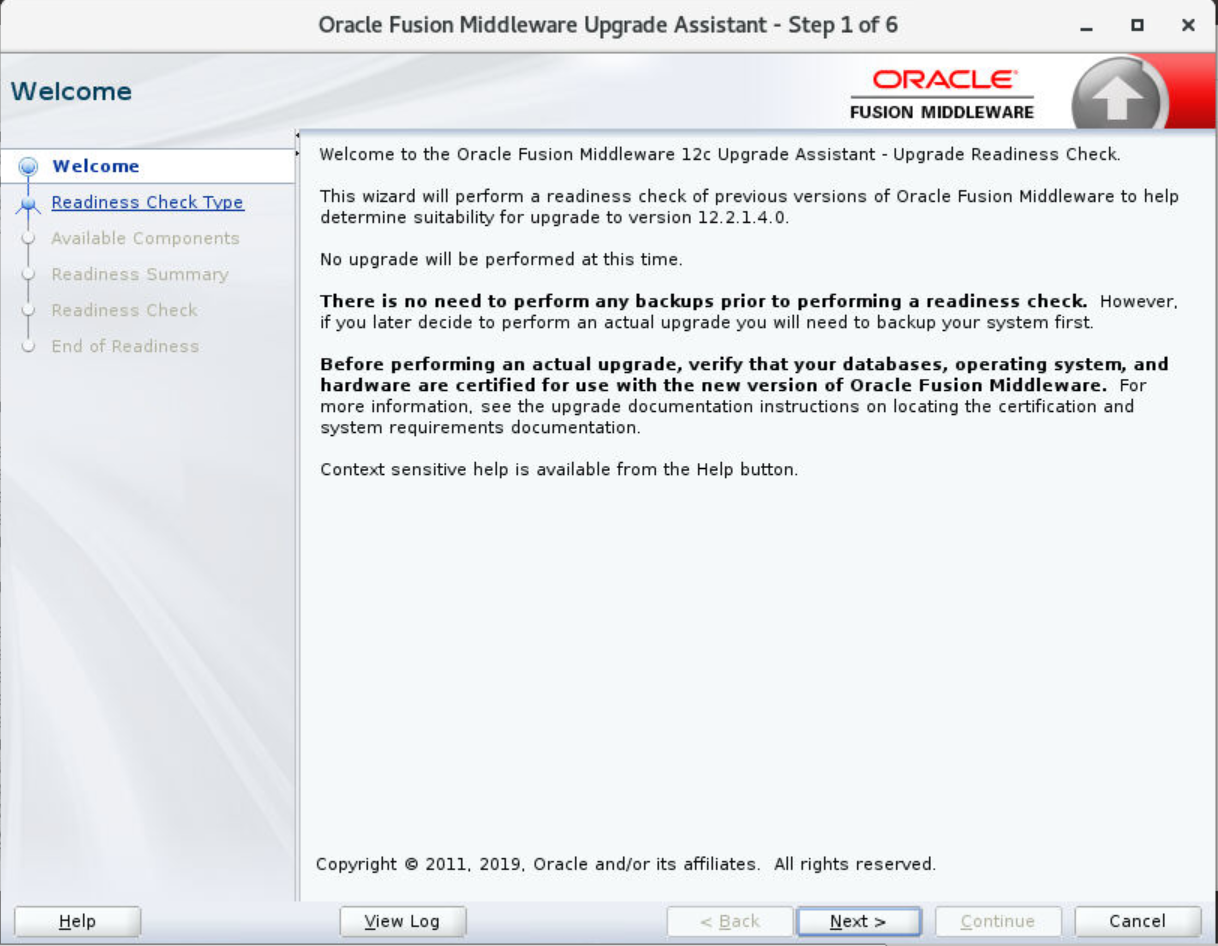 Oracle Fusion Middleware Upgrade Assistant - Step 1 of 6
Welcome
ORACLE
FUSION MIDDLEWARE
Welcome
Readiness Check Type
Available Components
Readiness Summary
Readiness Check
End of Readiness
Welcome to the Oracle Fusion Middleware 12c Upgrade Assistant - Upgrade Readiness Check.
This wizard will perform a readiness check of previous versions of Oracle Fusion Middleware to help
determine suitability for upgrade to version 12.2.1.4.0.
No upgrade will be performed at this time.
There is no need to perform any backups prior to performing a readiness check. However,
if you later decide to perform an actual upgrade you will need to backup your system first.
Before performing an actual upgrade, verify that your databases, operating system, and
hardware are certified for use with the new version of Oracle Fusion Middleware. For
more information, see the upgrade documentation instructions on locating the certification and
system requirements documentation.
Context sensitive help is available from the Help button.
Copyright © 2011, 2019, Oracle and/or its affiliates. All rights reserved.
Help
View Log
< Back
Next >
Continue
Cancel